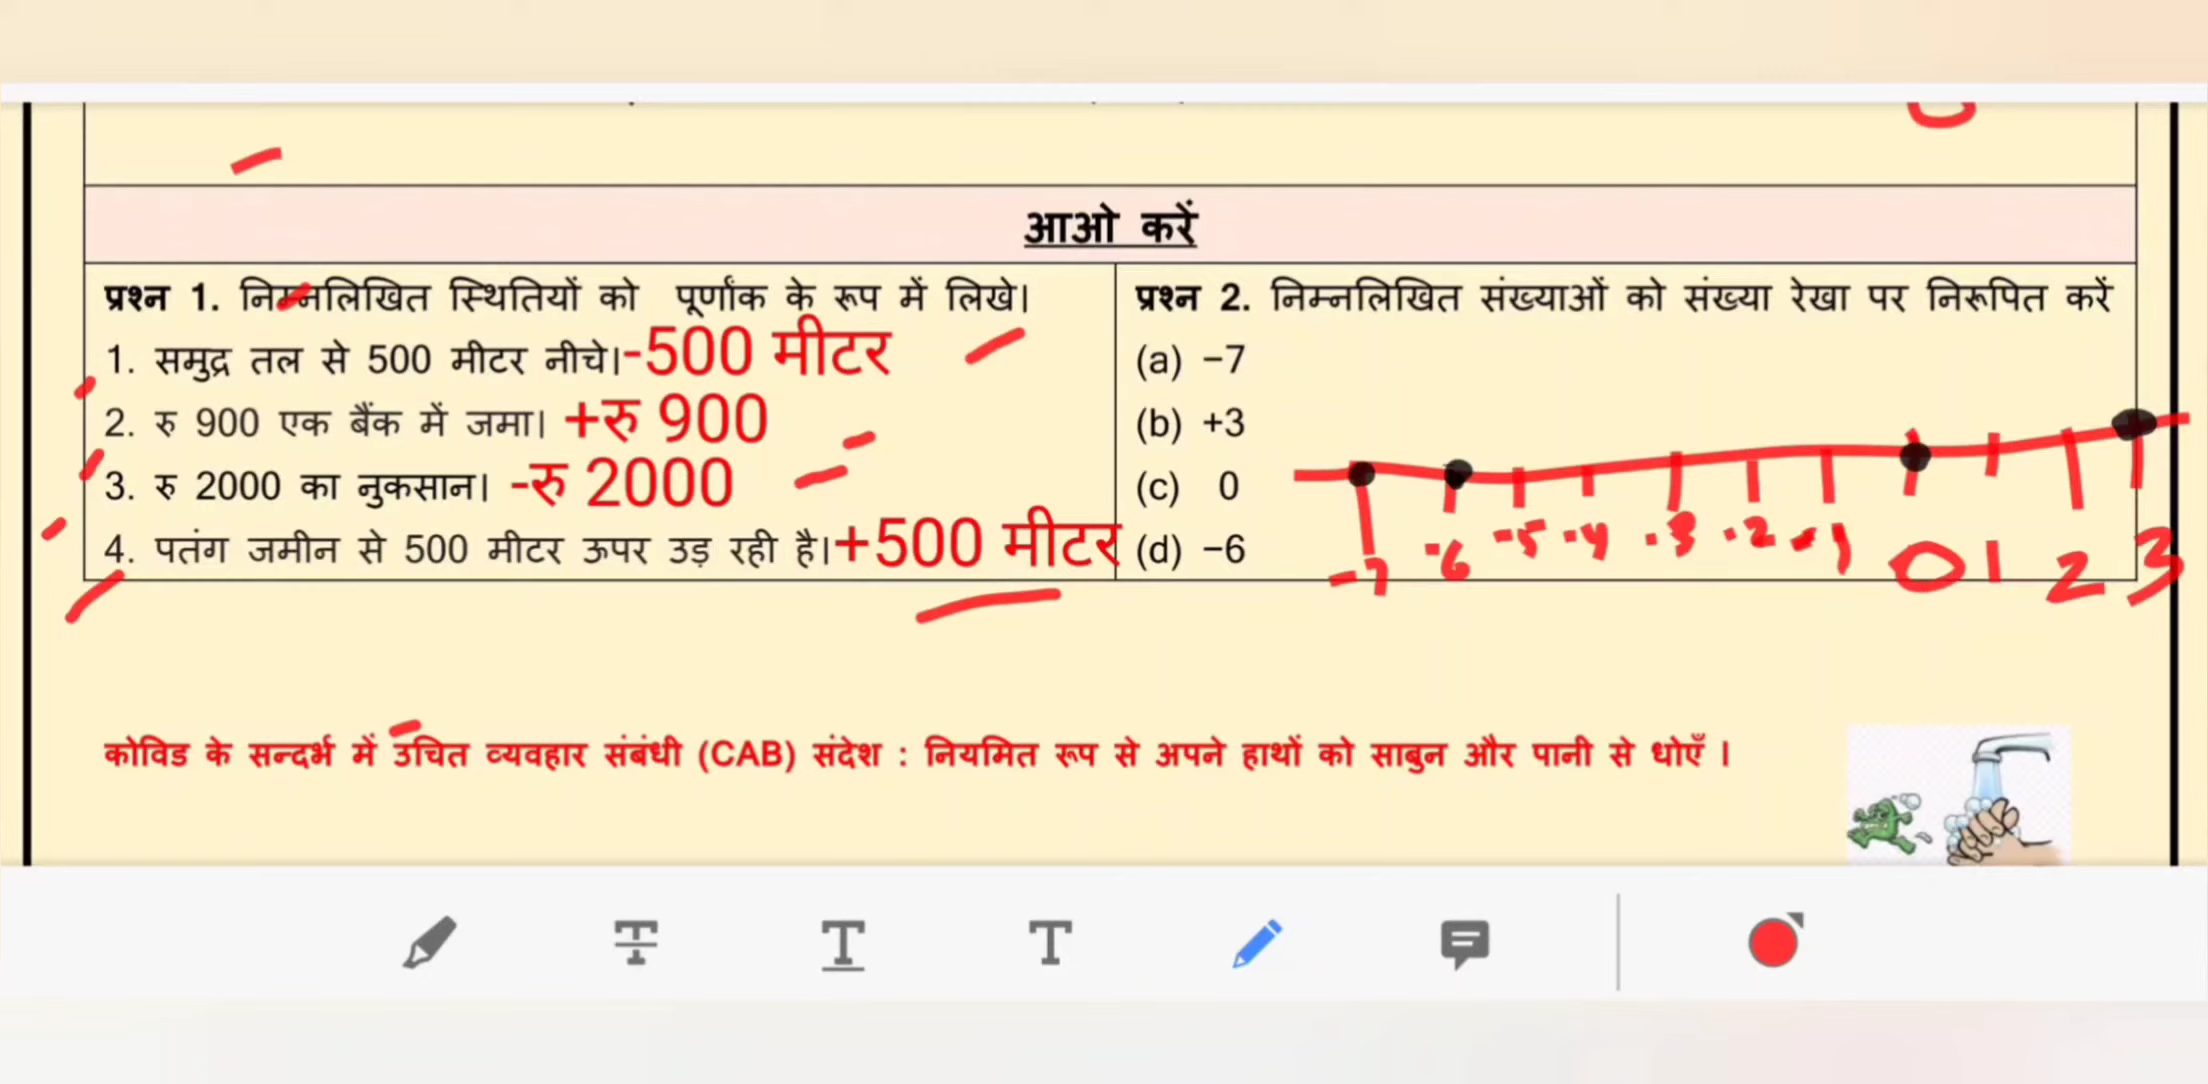 आओ करें
प्रश्न 1. निम्नलिखित स्थितियों को पूर्णांक के रूप में लिखे।
1. समुद्र तल से 500 मीटर नीचे। -500 मीटर
2. रु 900 एक बैंक में जमा। +रु 900
3. रु 2000 का नुकसान। -रु 2000
4. पतंग जमीन से 500 मीटर ऊपर उड़ रही है। +500 मीटर
प्रश्न 2. निम्नलिखित संख्याओं को संख्या रेखा पर निरूपित करें
(a) −7
(b) +3
(c) 0
(d) −6
-7 -6 -5 -4 -3 -2 -1 0 1 2 3
कोविड के सन्दर्भ में उचित व्यवहार संबंधी (CAB) संदेश : नियमित रूप से अपने हाथों को साबुन और पानी से धोएँ ।